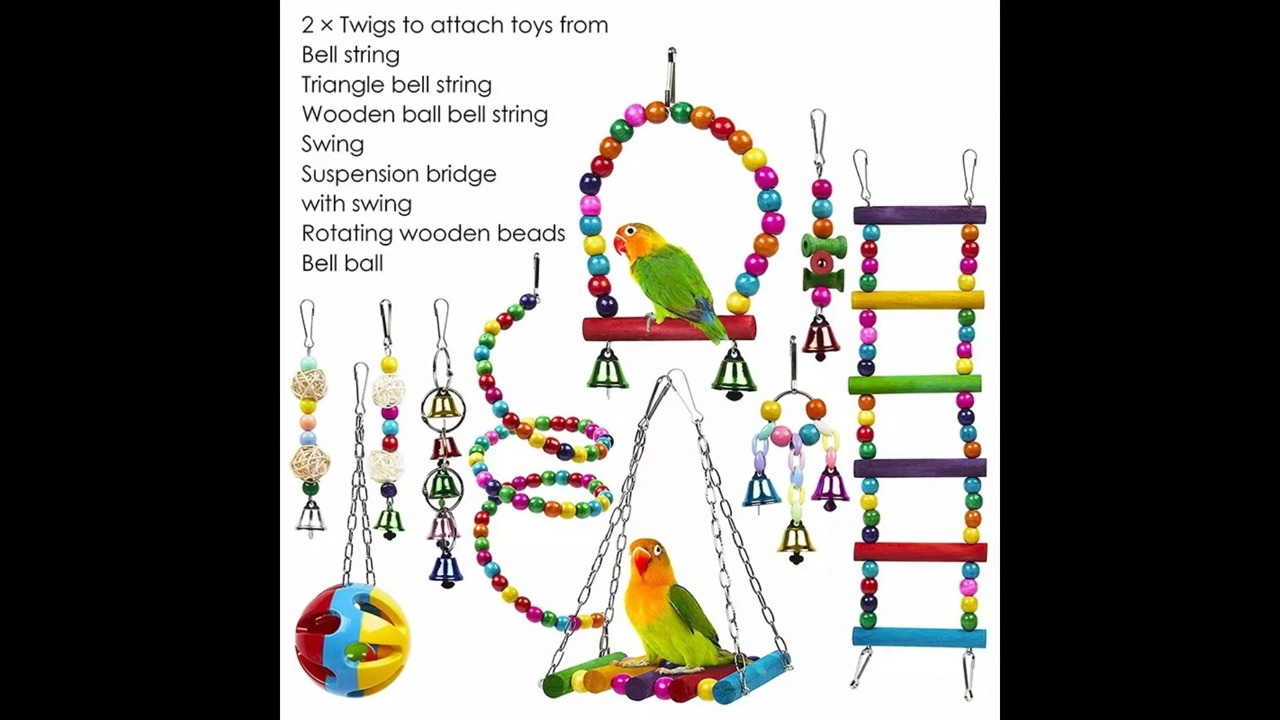 2 × Twigs to attach toys from
Bell string
Triangle bell string
Wooden ball bell string
Swing
Suspension bridge
with swing
Rotating wooden beads
Bell ball